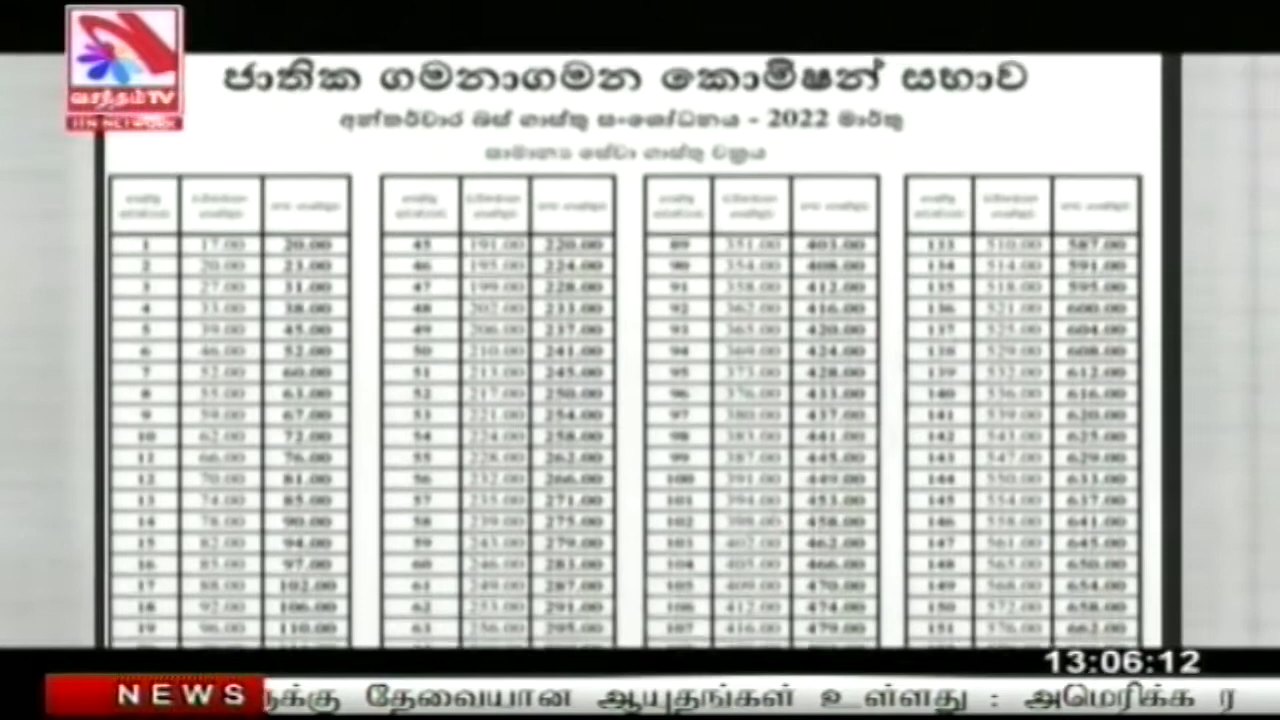 வசந்தம்TV
ITN NETWORK
ජාතික ගමනාගමන කොමිෂන් සභාව
අන්තර්වාර බස් ගාස්තු සංශෝධනය - 2022 මාර්තු
සාමාන්‍ය සේවා ගාස්තු චක්‍රය
1 17.00 20.00 45 191.00 220.00 89 351.00 403.00 133 510.00 587.00
2 20.00 23.00 46 195.00 224.00 90 354.00 408.00 134 514.00 591.00
3 27.00 31.00 47 199.00 228.00 91 358.00 412.00 135 518.00 595.00
4 33.00 38.00 48 202.00 233.00 92 362.00 416.00 136 521.00 600.00
5 39.00 45.00 49 206.00 237.00 93 365.00 420.00 137 525.00 604.00
6 46.00 52.00 50 210.00 241.00 94 369.00 424.00 138 529.00 608.00
7 52.00 60.00 51 213.00 245.00 95 373.00 428.00 139 532.00 612.00
8 55.00 63.00 52 217.00 250.00 96 376.00 433.00 140 536.00 616.00
9 59.00 67.00 53 221.00 254.00 97 380.00 437.00 141 539.00 620.00
10 62.00 72.00 54 224.00 258.00 98 383.00 441.00 142 543.00 625.00
11 66.00 76.00 55 228.00 262.00 99 387.00 445.00 143 547.00 629.00
12 70.00 81.00 56 232.00 266.00 100 391.00 449.00 144 550.00 633.00
13 74.00 85.00 57 235.00 271.00 101 394.00 453.00 145 554.00 637.00
14 78.00 90.00 58 239.00 275.00 102 398.00 458.00 146 558.00 641.00
15 82.00 94.00 59 243.00 279.00 103 402.00 462.00 147 561.00 645.00
16 85.00 97.00 60 246.00 283.00 104 405.00 466.00 148 565.00 650.00
17 88.00 102.00 61 249.00 287.00 105 409.00 470.00 149 568.00 654.00
18 92.00 106.00 62 253.00 291.00 106 412.00 474.00 150 572.00 658.00
19 96.00 110.00 63 256.00 295.00 107 416.00 479.00 151 576.00 662.00
13:06:12
NEWS ருக்கு தேவையான ஆயுதங்கள் உள்ளது : அமெரிக்க ர